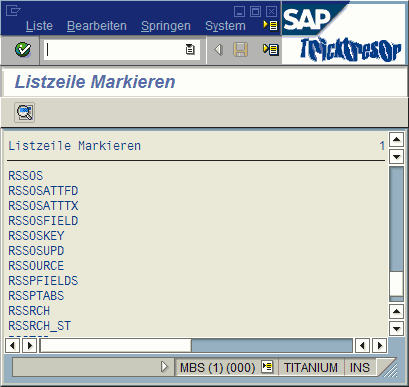 Liste Bearbeiten Springen System
SAP
TricktresOr
Listzeile Markieren
Listzeile Markieren 1
RSSOS
RSSOSATTFD
RSSOSATTTX
RSSOSFIELD
RSSOSKEY
RSSOSUPD
RSSOURCE
RSSPFIELDS
RSSPTABS
RSSRCH
RSSRCH_ST
MBS (1) (000) TITANIUM INS